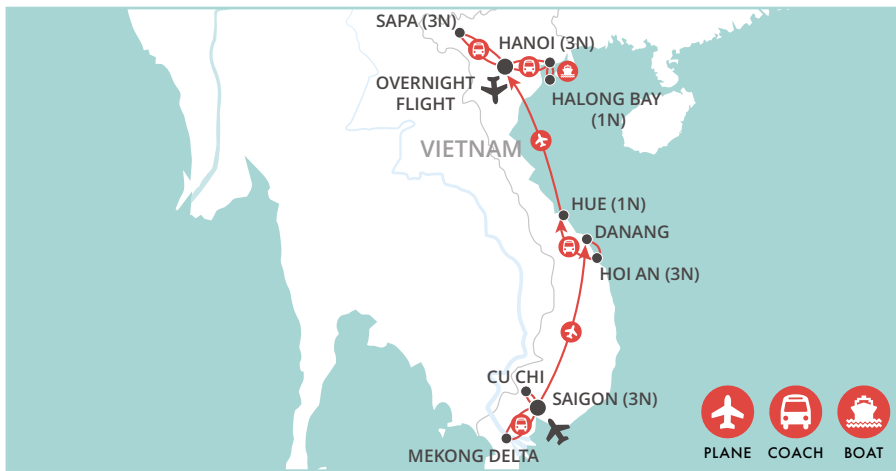 SAPA (3N)
HANOI (3N)
OVERNIGHT
FLIGHT
HALONG BAY
(1N)
VIETNAM
HUE (1N)
DANANG
HOI AN (3N)
CU CHI
SAIGON (3N)
MEKONG DELTA
PLANE
COACH
BOAT